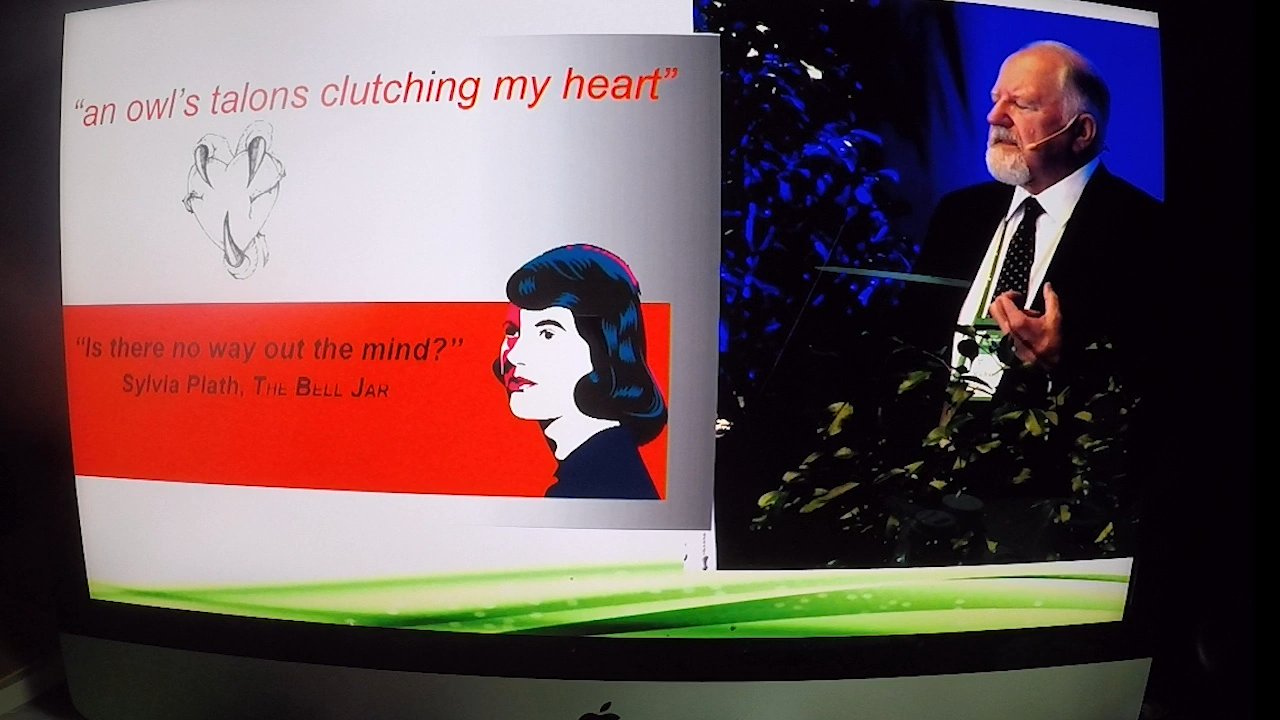 “an owl’s talons clutching my heart”
“Is there no way out the mind?”
Sylvia Plath, THE BELL JAR